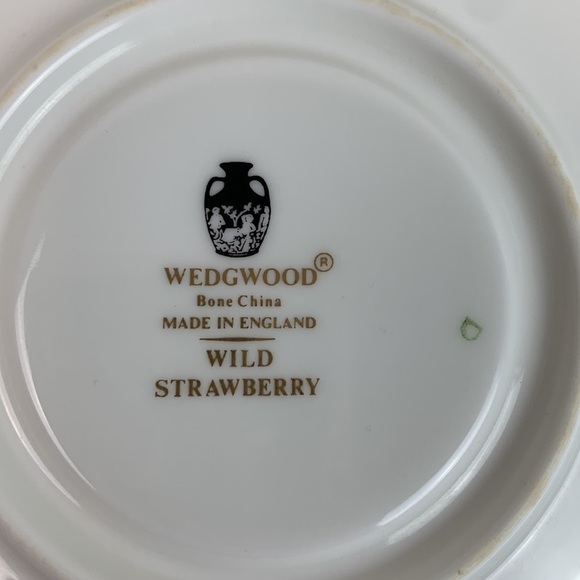 WEDGWOOD®
Bone China
MADE IN ENGLAND
WILD
STRAWBERRY